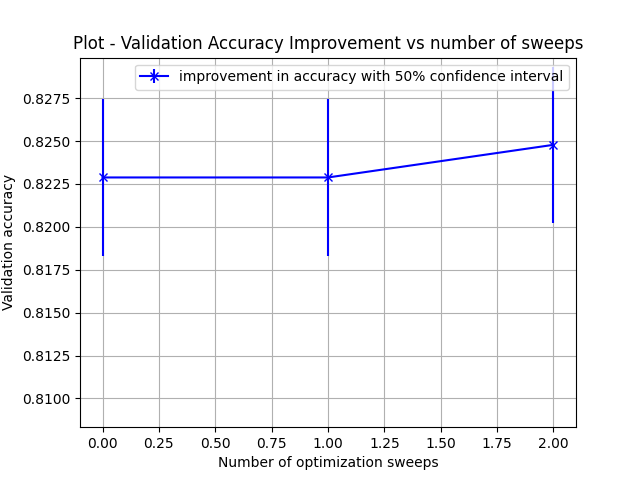 Plot - Validation Accuracy Improvement vs number of sweeps
improvement in accuracy with 50% confidence interval
0.8275
0.8250
0.8225
0.8200
0.8175
0.8150
0.8125
0.8100
Validation accuracy
0.00 0.25 0.50 0.75 1.00 1.25 1.50 1.75 2.00
Number of optimization sweeps